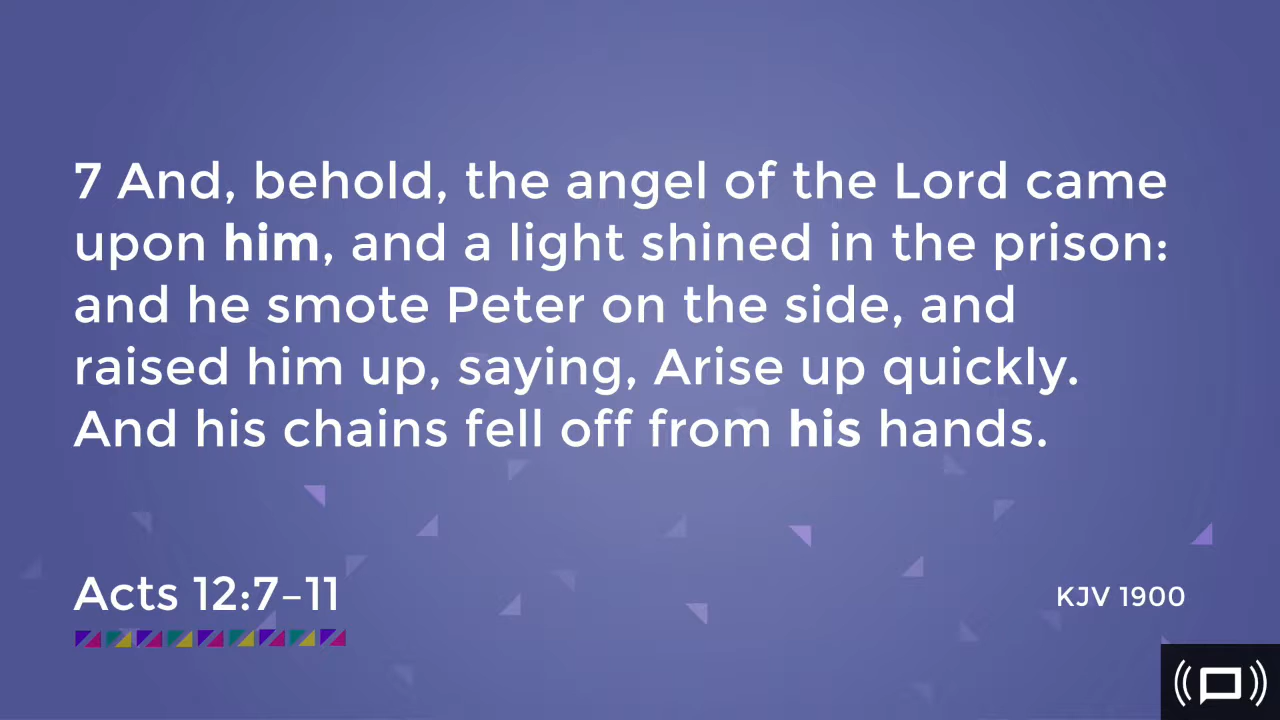 7 And, behold, the angel of the Lord came
upon him, and a light shined in the prison:
and he smote Peter on the side, and
raised him up, saying, Arise up quickly.
And his chains fell off from his hands.
Acts 12:7–11
KJV 1900